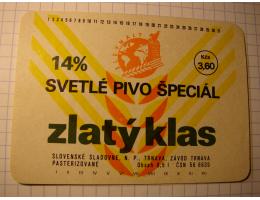 1 2 3 4 5 6 7 8 9 10 11 12 13 14 15 16 17 18 19 20 21 22 23 24 25 26 27 28 29 30 31
14%
Kčs
3,60
SVETLÉ PIVO ŠPECIÁL
zlatý klas
SLOVENSKÉ SLADOVNE, N. P., TRNAVA, ZÁVOD TRNAVA
PASTERIZOVANÉ Obsah 0,5 l ČSN 56 6635